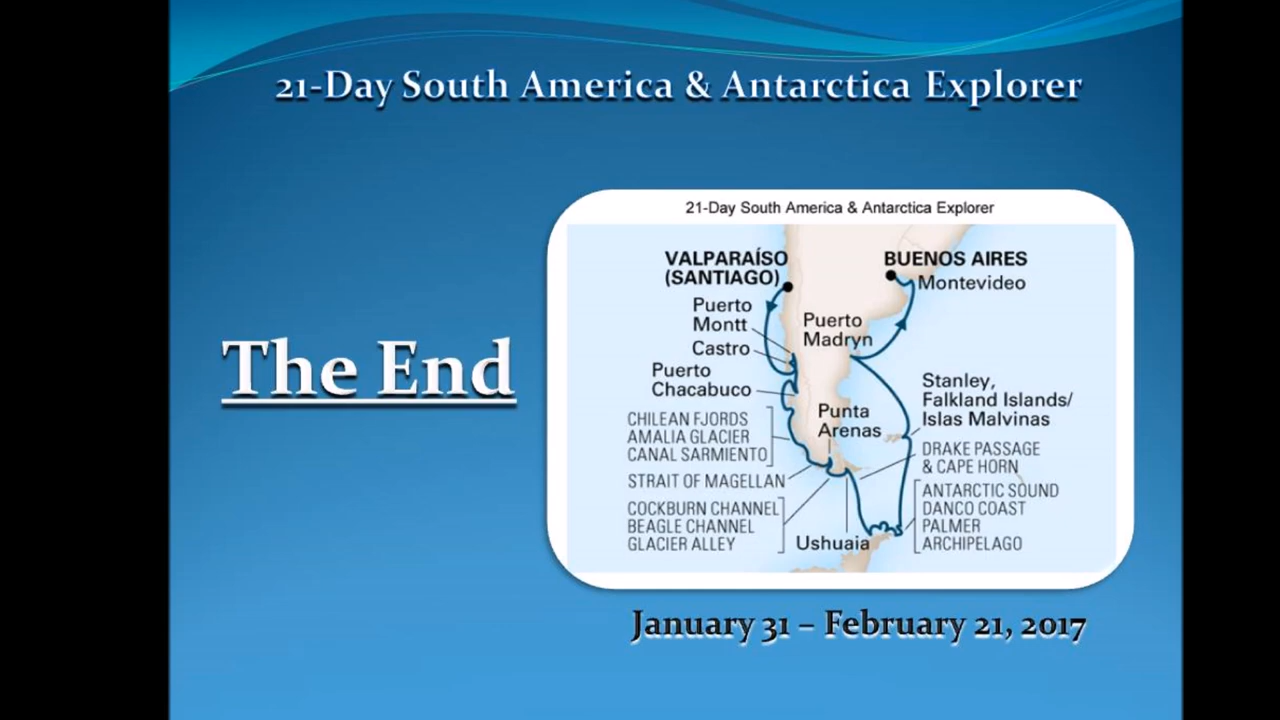 21-Day South America & Antarctica Explorer
The End
21-Day South America & Antarctica Explorer
VALPARAÍSO
(SANTIAGO)
BUENOS AIRES
Montevideo
Puerto
Montt
Puerto
Madryn
Castro
Puerto
Chacabuco
Stanley,
Falkland Islands/
Islas Malvinas
Punta
Arenas
CHILEAN FJORDS
AMALIA GLACIER
CANAL SARMIENTO
DRAKE PASSAGE
& CAPE HORN
STRAIT OF MAGELLAN
ANTARCTIC SOUND
DANCO COAST
PALMER
ARCHIPELAGO
COCKBURN CHANNEL
BEAGLE CHANNEL
GLACIER ALLEY
Ushuaia
January 31 – February 21, 2017